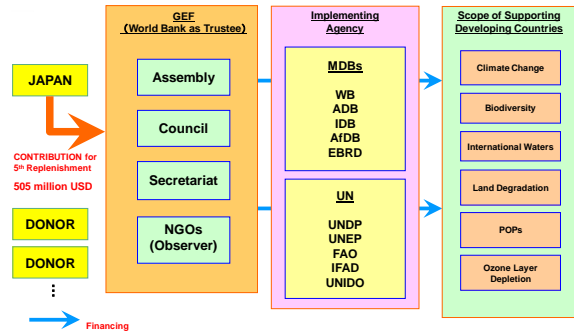 JAPAN
CONTRIBUTION for
5th Replenishment
505 million USD
DONOR
DONOR
⋮
Financing
GEF
(World Bank as Trustee)
Assembly
Council
Secretariat
NGOs
(Observer)
Implementing
Agency
MDBs
WB
ADB
IDB
AfDB
EBRD
UN
UNDP
UNEP
FAO
IFAD
UNIDO
Scope of Supporting
Developing Countries
Climate Change
Biodiversity
International Waters
Land Degradation
POPs
Ozone Layer
Depletion